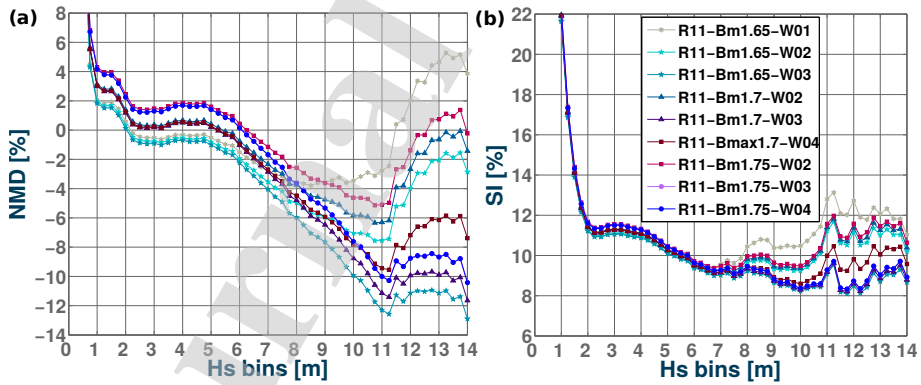 (a)
8
6
4
2
0
−2
−4
−6
−8
−10
−12
−14
NMD [%]
0 1 2 3 4 5 6 7 8 9 10 11 12 13 14
Hs bins [m]
(b)
22
20
18
16
14
12
10
8
6
SI [%]
0 1 2 3 4 5 6 7 8 9 10 11 12 13 14
Hs bins [m]
R11−Bm1.65−W01
R11−Bm1.65−W02
R11−Bm1.65−W03
R11−Bm1.7−W02
R11−Bm1.7−W03
R11−Bmax1.7−W04
R11−Bm1.75−W02
R11−Bm1.75−W03
R11−Bm1.75−W04